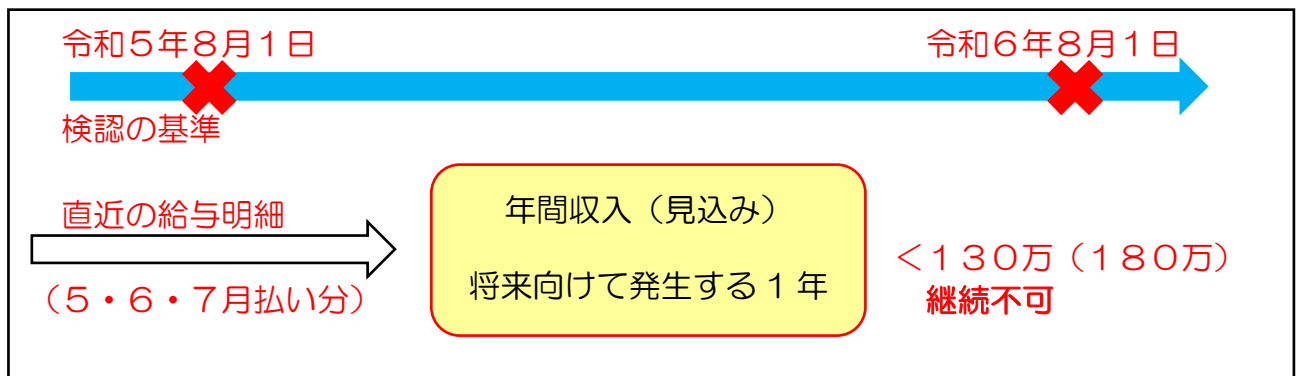 令和５年８月１日
令和６年８月１日
検認の基準
直近の給与明細
（５・６・７月払い分）
年間収入（見込み）
将来向けて発生する１年
＜１３０万（１８０万）
継続不可